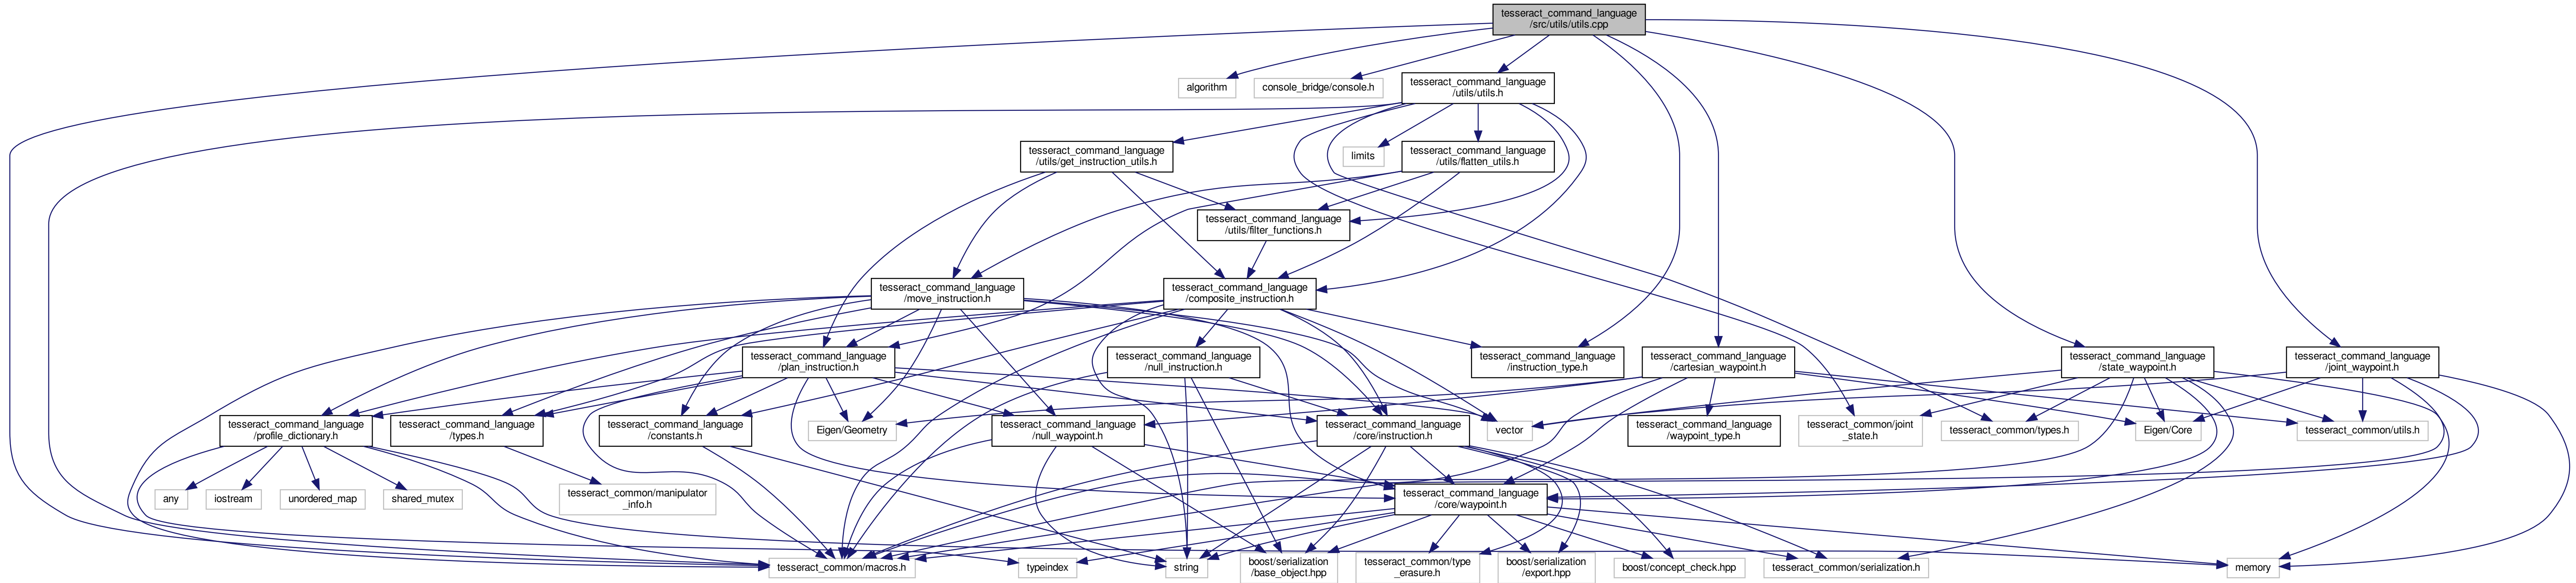 tesseract_command_language
/src/utils/utils.cpp
algorithm
console_bridge/console.h
tesseract_command_language
/utils/utils.h
tesseract_command_language
/utils/get_instruction_utils.h
limits
tesseract_command_language
/utils/flatten_utils.h
tesseract_command_language
/utils/filter_functions.h
tesseract_command_language
/move_instruction.h
tesseract_command_language
/composite_instruction.h
tesseract_command_language
/plan_instruction.h
tesseract_command_language
/null_instruction.h
tesseract_command_language
/instruction_type.h
tesseract_command_language
/cartesian_waypoint.h
tesseract_command_language
/state_waypoint.h
tesseract_command_language
/joint_waypoint.h
tesseract_command_language
/profile_dictionary.h
tesseract_command_language
/types.h
tesseract_command_language
/constants.h
Eigen/Geometry
tesseract_command_language
/null_waypoint.h
tesseract_command_language
/core/instruction.h
vector
tesseract_command_language
/waypoint_type.h
tesseract_common/joint
_state.h
tesseract_common/types.h
Eigen/Core
tesseract_common/utils.h
any
iostream
unordered_map
shared_mutex
tesseract_common/manipulator
_info.h
tesseract_command_language
/core/waypoint.h
tesseract_common/macros.h
typeindex
string
boost/serialization
/base_object.hpp
tesseract_common/type
_erasure.h
boost/serialization
/export.hpp
boost/concept_check.hpp
tesseract_common/serialization.h
memory